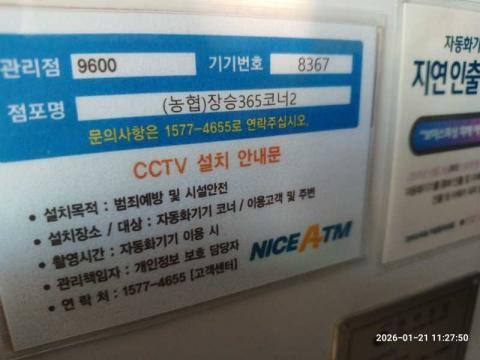 관리점 9600 기기번호 8367
점포명 (농협)장승365코너2
문의사항은 1577-4655로 연락주십시오.
CCTV 설치 안내문
• 설치목적 : 범죄예방 및 시설안전
• 설치장소 / 대상 : 자동화기기 코너 / 이용고객 및 주변
• 촬영시간 : 자동화기기 이용 시
• 관리책임자 : 개인정보 보호 담당자
• 연 락 처 : 1577-4655 [고객센터]
NICE ATM
자동화기기
지연인출
2026-01-21 11:27:50